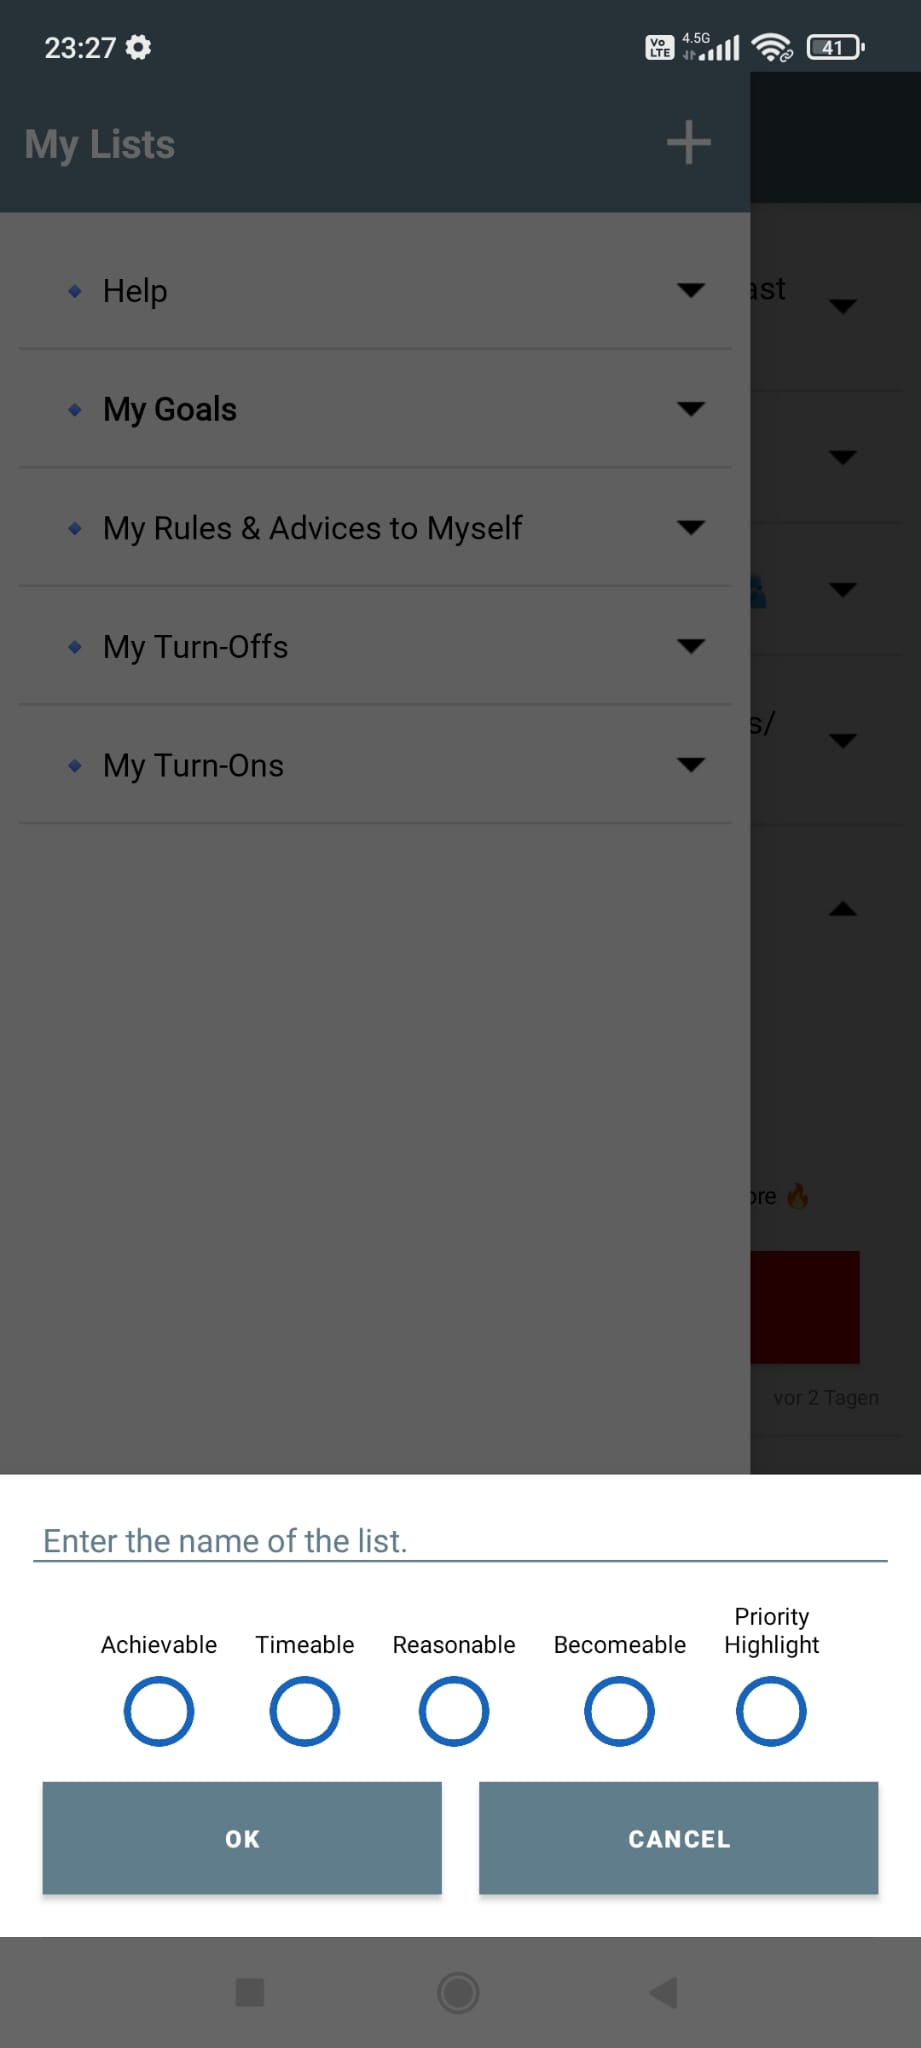 23:27
Vo LTE
4.5G
41
My Lists
Help
My Goals
My Rules & Advices to Myself
My Turn-Offs
My Turn-Ons
s/
vor 2 Tagen
Enter the name of the list.
Achievable
Timeable
Reasonable
Becomeable
Priority
Highlight
OK
CANCEL